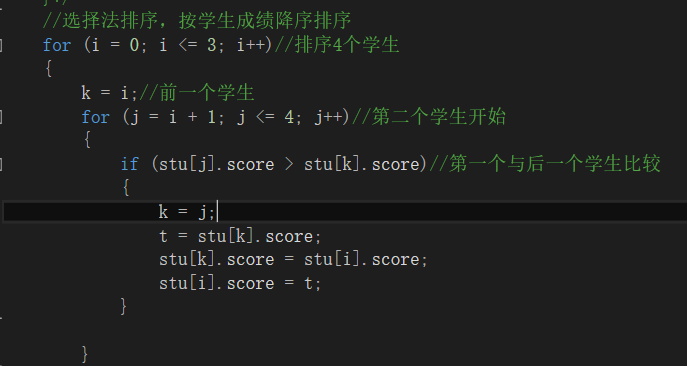 //选择法排序，按学生成绩降序排序
for (i = 0; i <= 3; i++)//排序4个学生
{
k = i;//前一个学生
for (j = i + 1; j <= 4; j++)//第二个学生开始
{
if (stu[j].score > stu[k].score)//第一个与后一个学生比较
{
k = j;
t = stu[k].score;
stu[k].score = stu[i].score;
stu[i].score = t;
}
}